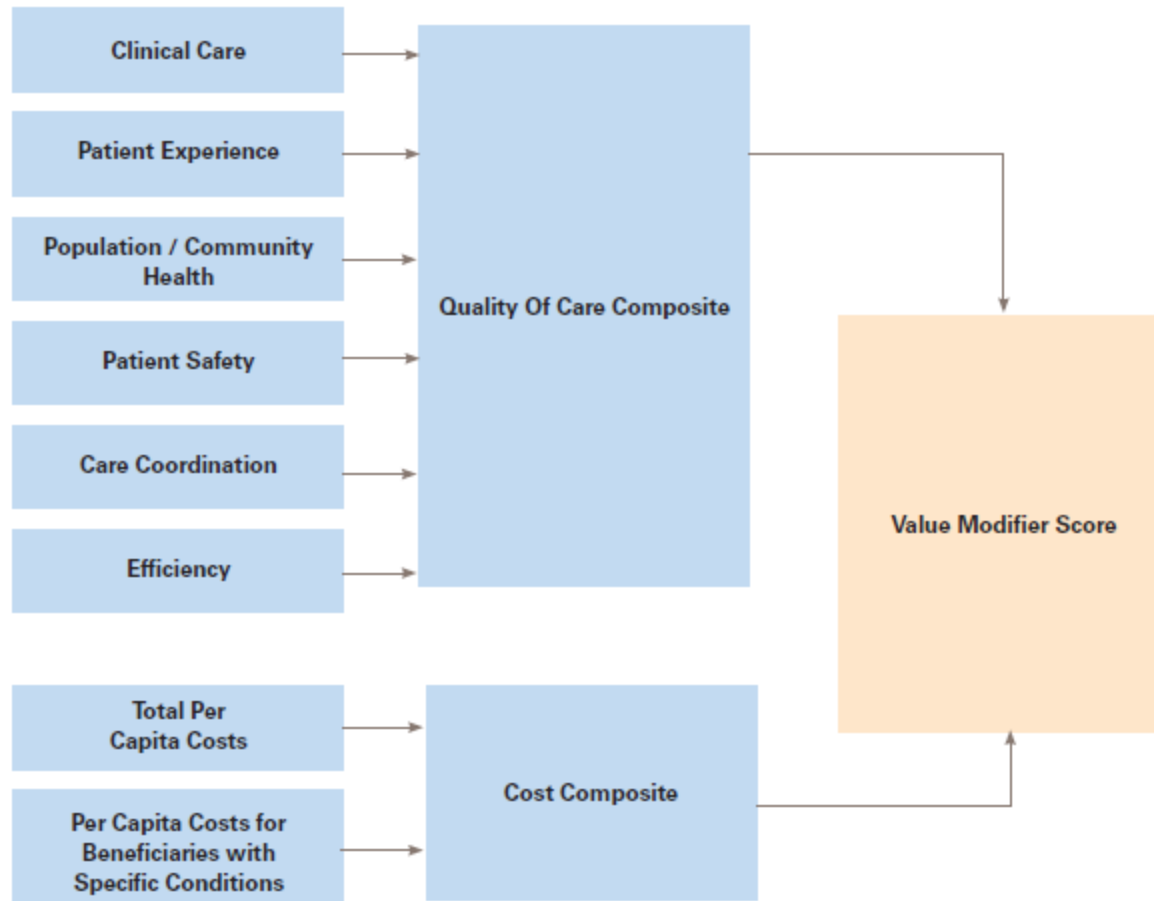 Clinical Care
Patient Experience
Population / Community
Health
Patient Safety
Care Coordination
Efficiency
Quality Of Care Composite
Value Modifier Score
Total Per
Capita Costs
Per Capita Costs for
Beneficiaries with
Specific Conditions
Cost Composite